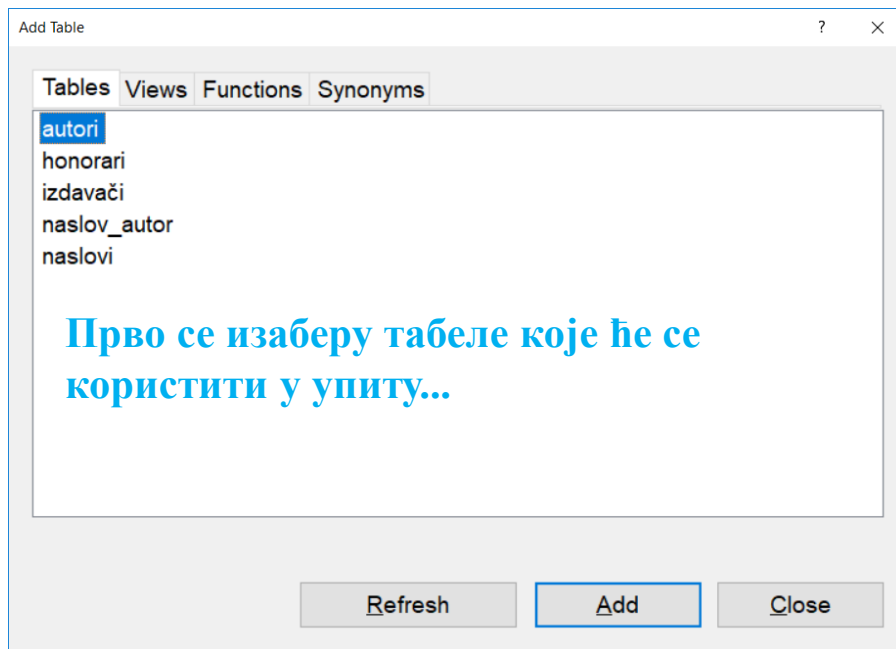 Add Table
Tables Views Functions Synonyms
autori
honorari
izdavači
naslov_autor
naslovi
Прво се изаберу табеле које ће се
користити у упиту...
Refresh Add Close